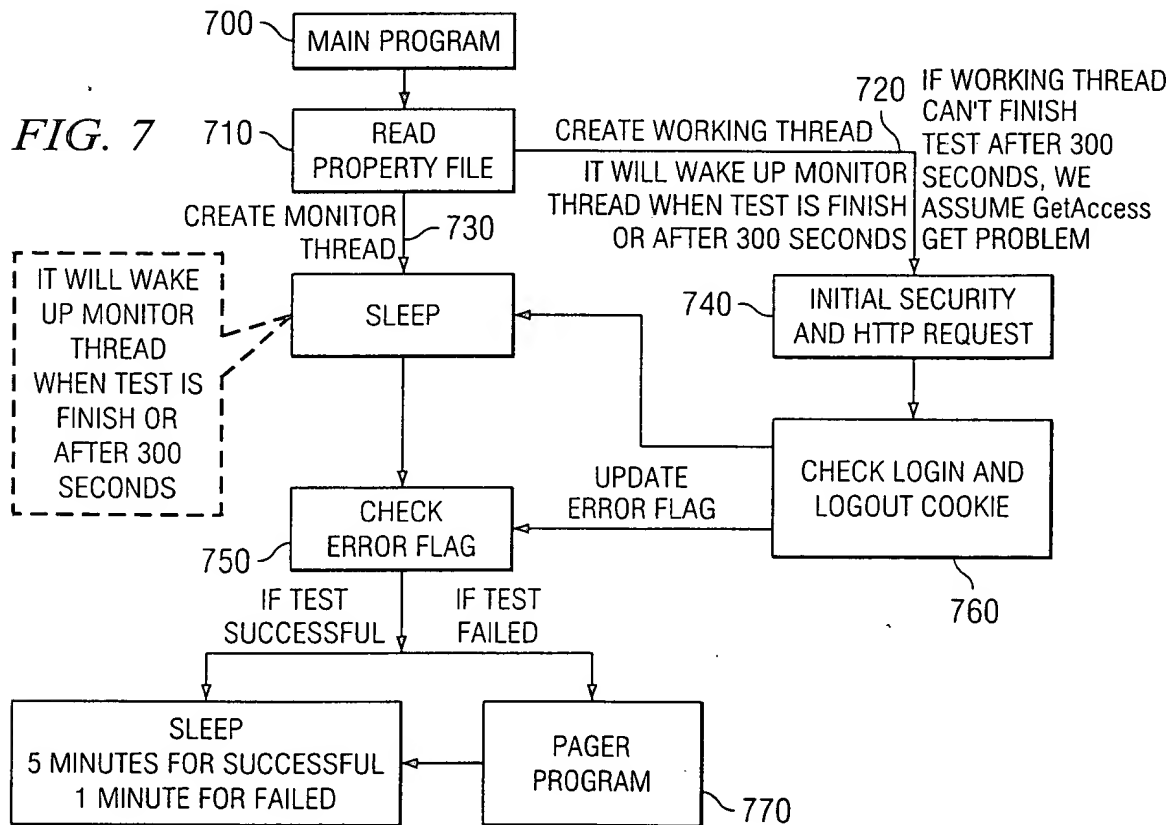 700
MAIN PROGRAM
FIG. 7
710
READ
PROPERTY FILE
CREATE WORKING THREAD
720
IF WORKING THREAD
CAN'T FINISH
TEST AFTER 300
SECONDS, WE
ASSUME GetAccess
GET PROBLEM
IT WILL WAKE UP MONITOR
THREAD WHEN TEST IS FINISH
OR AFTER 300 SECONDS
CREATE MONITOR
THREAD
730
IT WILL WAKE
UP MONITOR
THREAD
WHEN TEST IS
FINISH OR
AFTER 300
SECONDS
SLEEP
740
INITIAL SECURITY
AND HTTP REQUEST
CHECK LOGIN AND
LOGOUT COOKIE
760
UPDATE
ERROR FLAG
CHECK
ERROR FLAG
750
IF TEST
SUCCESSFUL
IF TEST
FAILED
SLEEP
5 MINUTES FOR SUCCESSFUL
1 MINUTE FOR FAILED
PAGER
PROGRAM
770